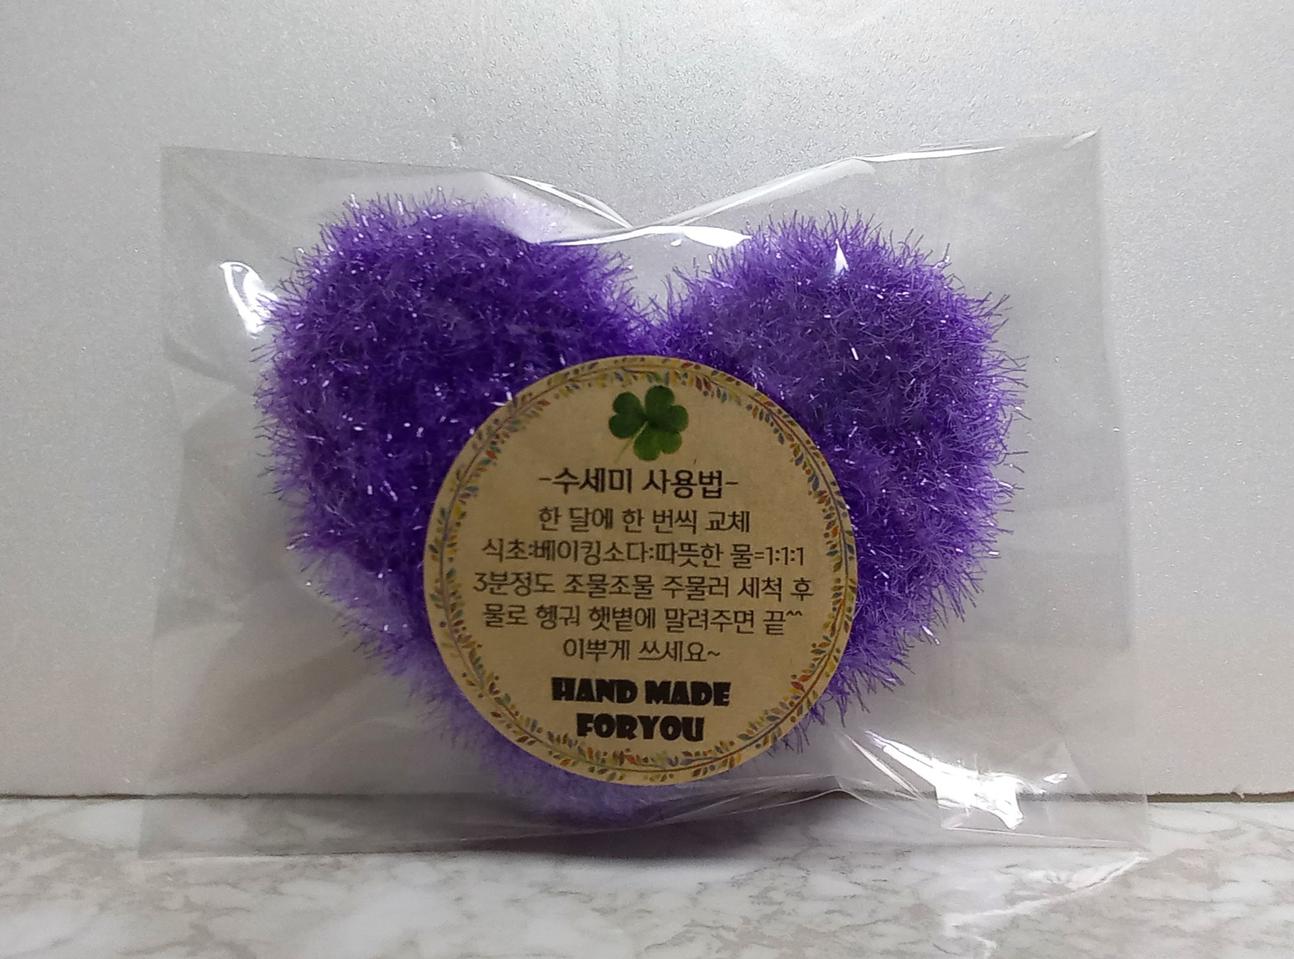 -수세미 사용법-
한 달에 한 번씩 교체
식초:베이킹소다:따뜻한 물=1:1:1
3분정도 조물조물 주물러 세척 후
물로 헹궈 햇볕에 말려주면 끝^^
이뿌게 쓰세요~
HAND MADE
FORYOU